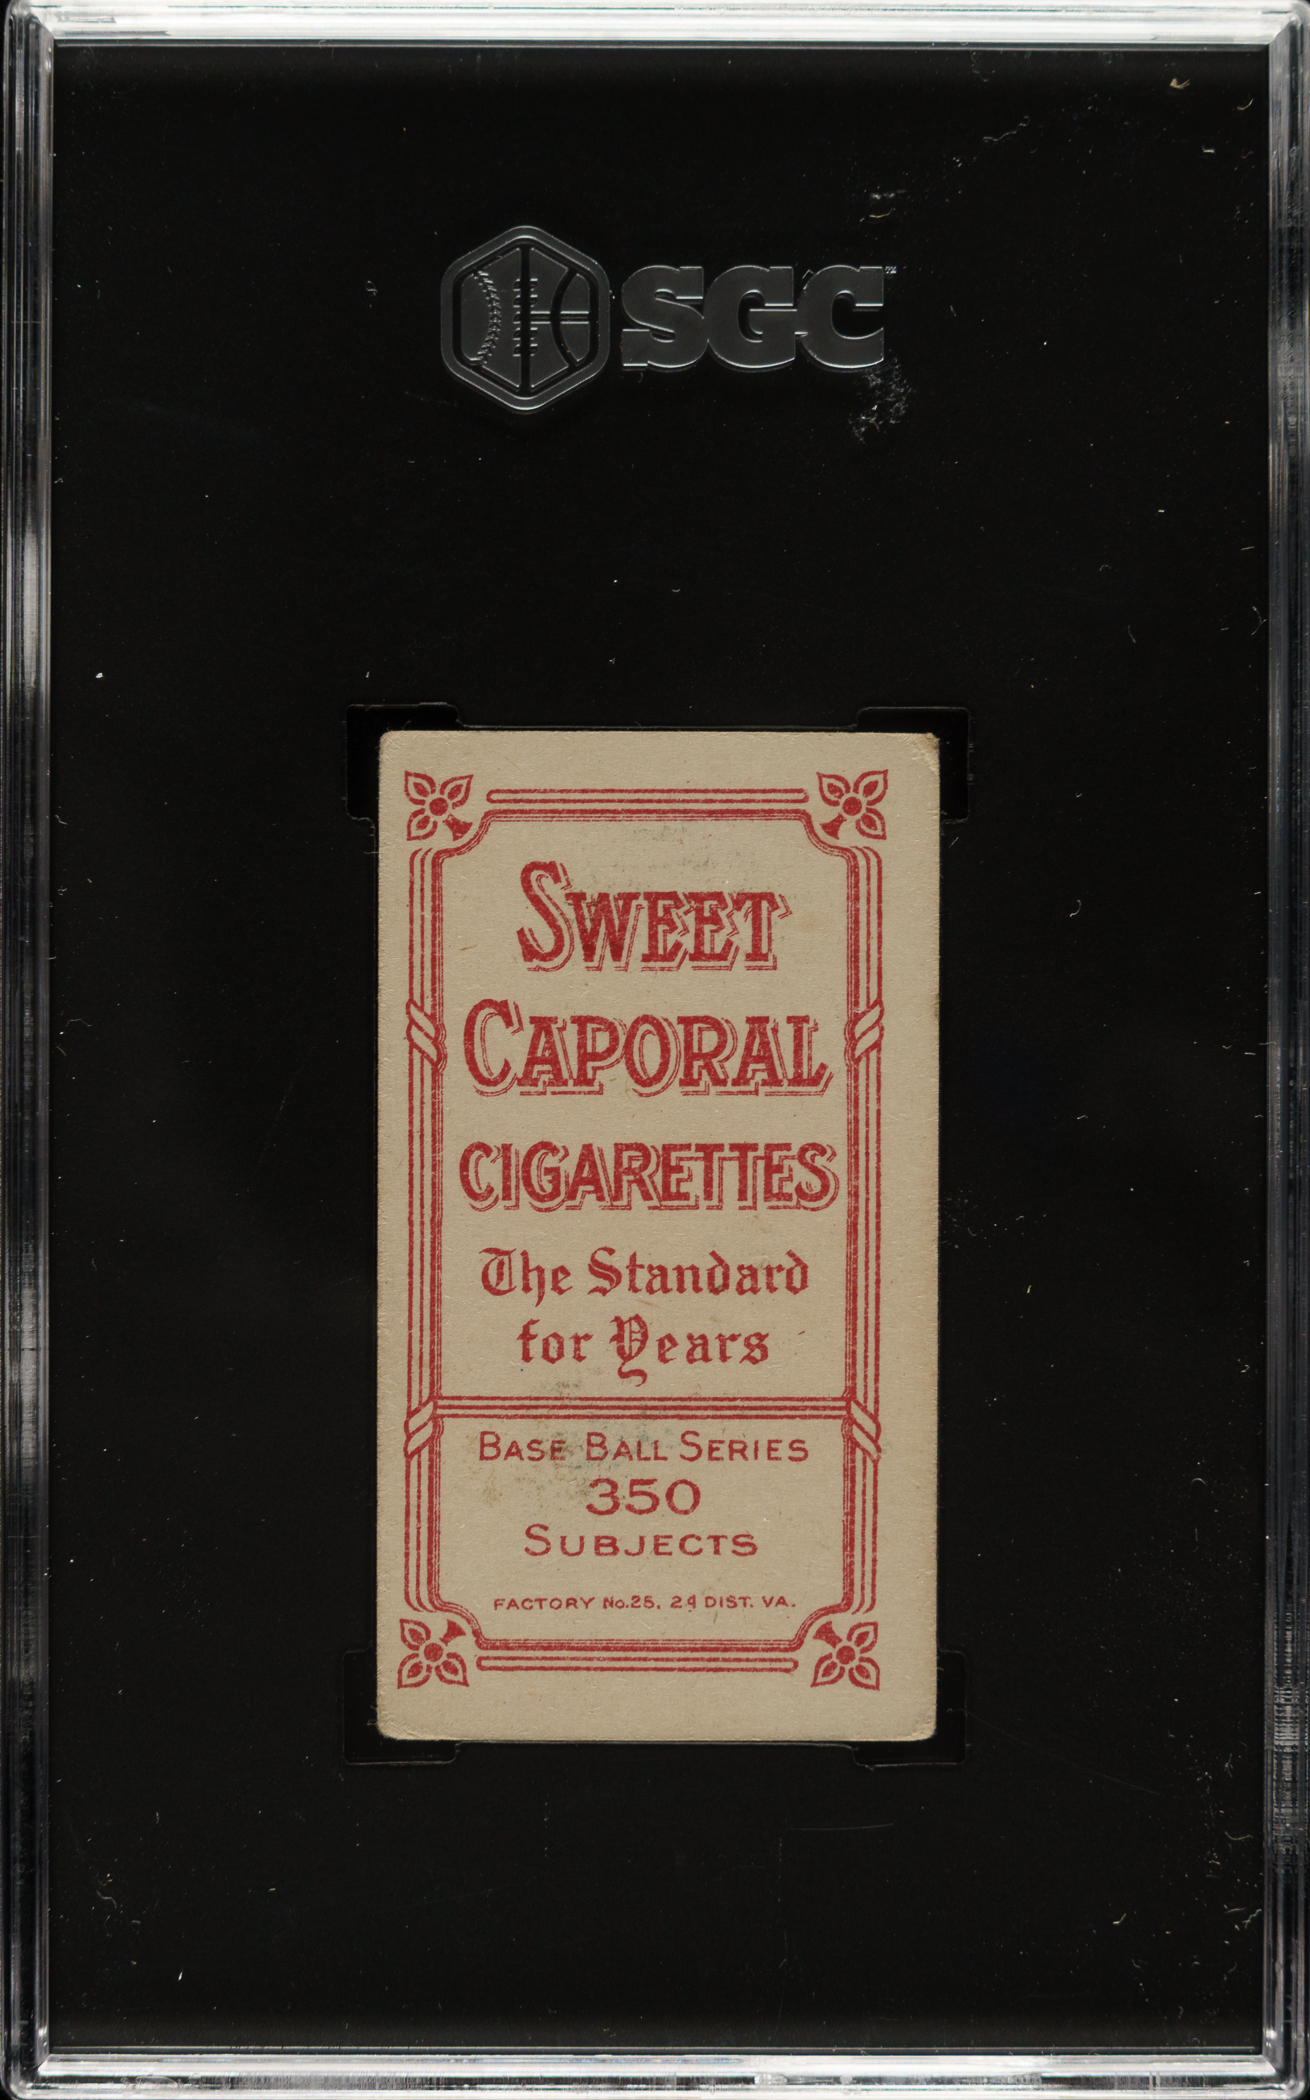 SGC
SWEET
CAPORAL
CIGARETTES
The Standard
for Years
BASE BALL SERIES
350
SUBJECTS
FACTORY No.25, 2d DIST. VA.